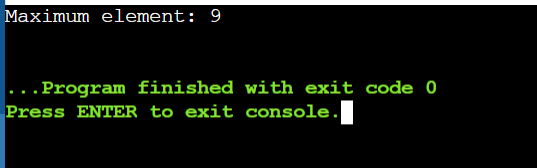 Maximum element: 9
...Program finished with exit code 0
Press ENTER to exit console.